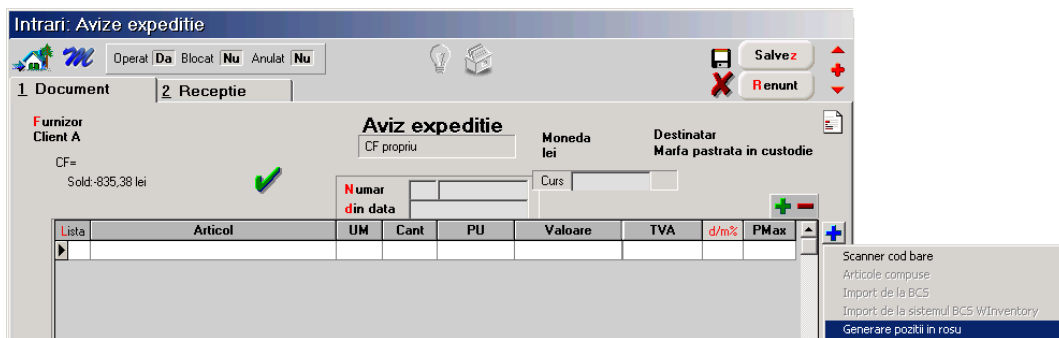 Intrari: Avize expeditie
Operat Da Blocat Nu Anulat Nu
Salvez
Renunt
1 Document
2 Receptie
Furnizor
Client A
CF=
Sold:-835,38 lei
Aviz expeditie
CF propriu
Numar
din data
Moneda
lei
Curs
Destinatar
Marfa pastrata in custodie
Lista Articol UM Cant PU Valoare TVA d/m% PMax
Scanner cod bare
Articole compuse
Import de la BCS
Import de la sistemul BCS WInventory
Generare pozitii in rosu